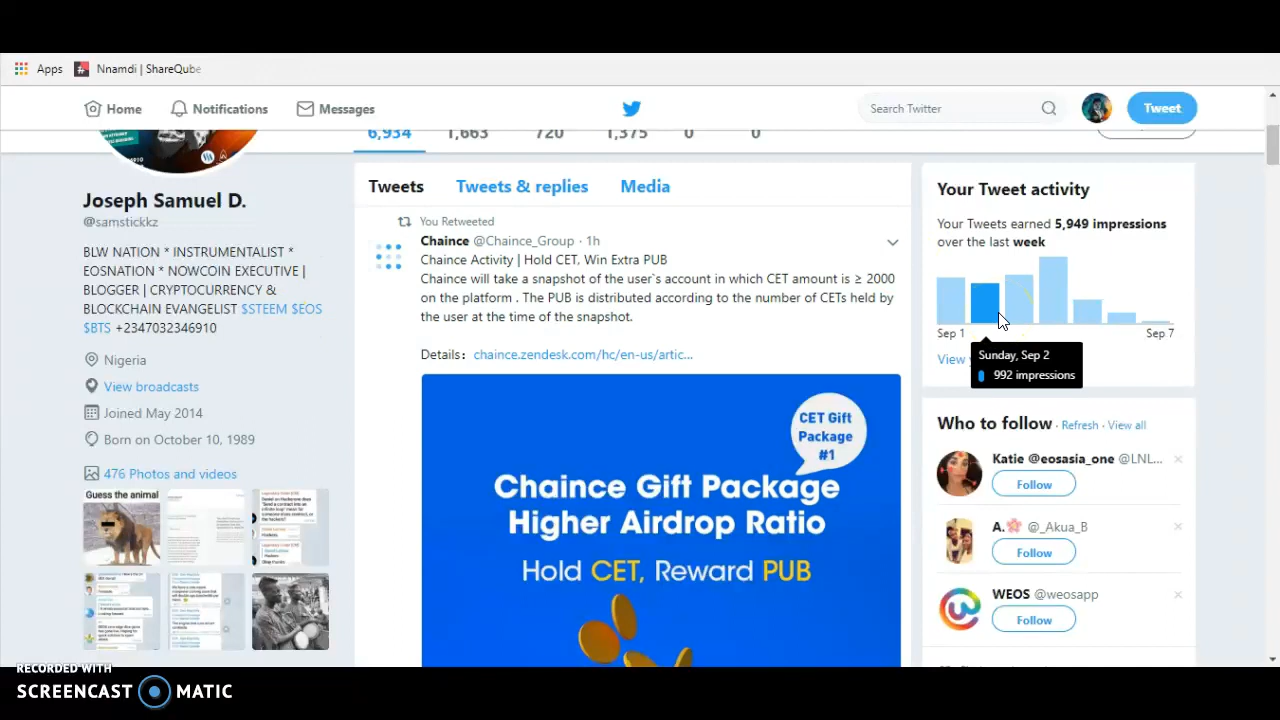 Apps Nnamdi | ShareQube
Home Notifications Messages Search Twitter Tweet
6,934 1,663 720 1,375 0 0
Joseph Samuel D.
@samstickkz
BLW NATION * INSTRUMENTALIST *
EOSNATION * NOWCOIN EXECUTIVE |
BLOGGER | CRYPTOCURRENCY &
BLOCKCHAIN EVANGELIST $STEEM $EOS
$BTS +2347032346910
Nigeria
View broadcasts
Joined May 2014
Born on October 10, 1989
476 Photos and videos
Guess the animal
Tweets Tweets & replies Media
You Retweeted
Chaince @Chaince_Group · 1h
Chaince Activity | Hold CET, Win Extra PUB
Chaince will take a snapshot of the user`s account in which CET amount is ≥ 2000
on the platform . The PUB is distributed according to the number of CETs held by
the user at the time of the snapshot.
Details： chaince.zendesk.com/hc/en-us/artic...
CET Gift
Package
#1
Chaince Gift Package
Higher Airdrop Ratio
Hold CET, Reward PUB
Your Tweet activity
Your Tweets earned 5,949 impressions
over the last week
Sep 1 Sep 7
View
Sunday, Sep 2
992 impressions
Who to follow · Refresh · View all
Katie @eosasia_one @LNL...
Follow
A.🌸 @_Akua_B
Follow
WEOS @weosapp
Follow
RECORDED WITH
SCREENCAST MATIC